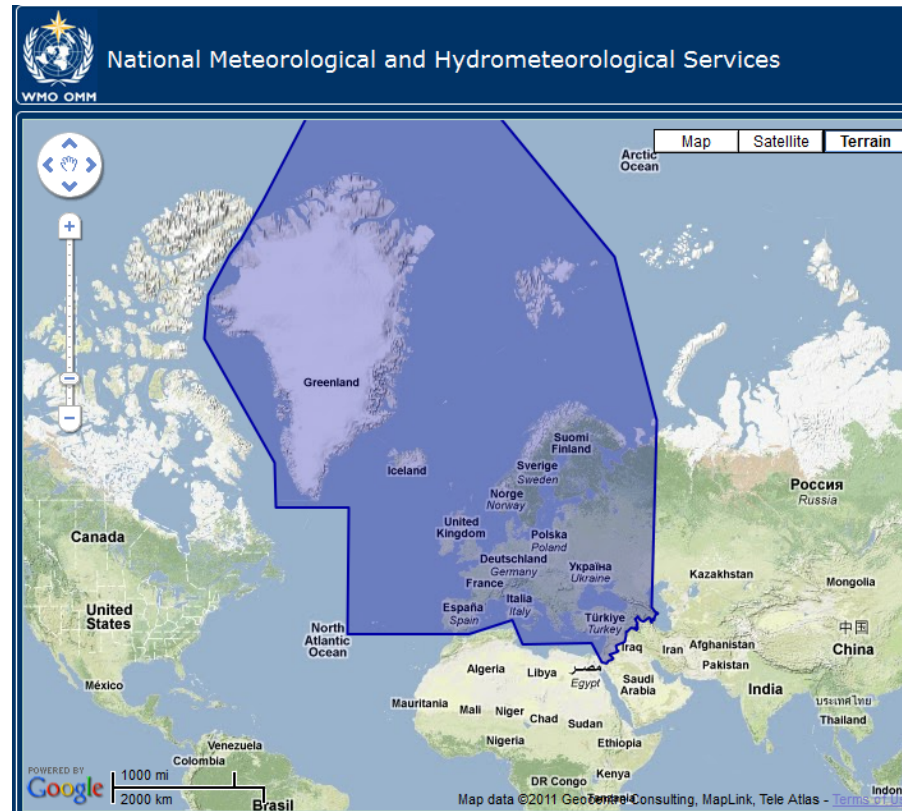 National Meteorological and Hydrometeorological Services
WMO OMM
Map
Satellite
Terrain
Arctic
Ocean
Greenland
Iceland
Suomi
Finland
Sverige
Sweden
Norge
Norway
Россия
Russia
Canada
United
Kingdom
Polska
Poland
Deutschland
Germany
Україна
Ukraine
France
Kazakhstan
Mongolia
Italia
Italy
España
Spain
United
States
Türkiye
Turkey
North
Atlantic
Ocean
中国
China
Iraq
Iran
Afghanistan
Pakistan
Algeria
Libya
مصر
Egypt
Saudi
Arabia
India
México
Mauritania
Mali
Niger
Chad
Sudan
ประเทศไทย
Thailand
Nigeria
Ethiopia
Venezuela
Colombia
DR Congo
Kenya
Brasil
POWERED BY
Google
1000 mi
2000 km
Map data ©2011 Geocentre Consulting, MapLink, Tele Atlas - Terms of U
Tanzania
Indon